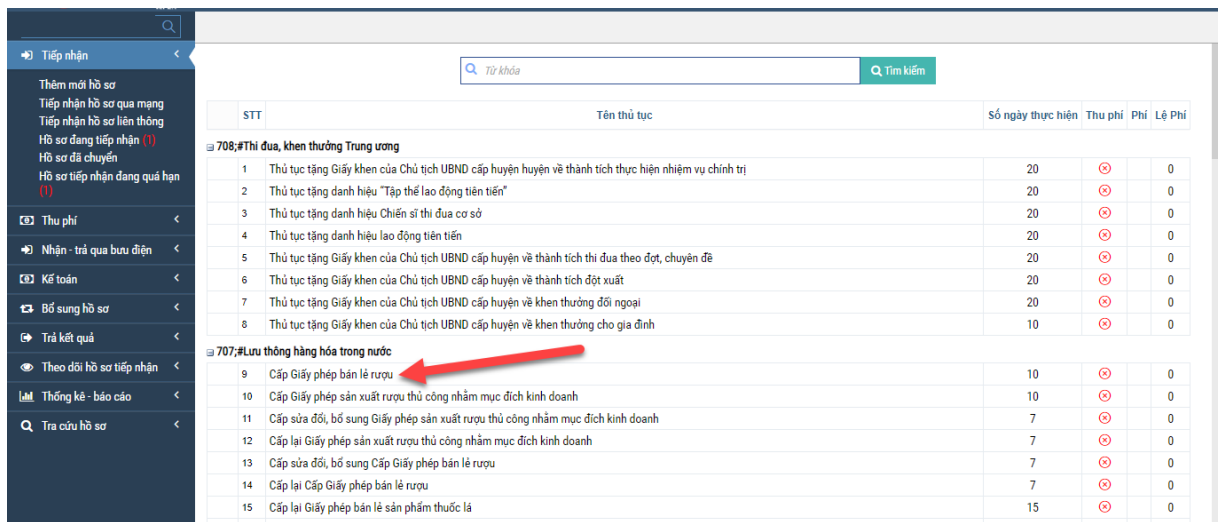 Tiếp nhận
Thêm mới hồ sơ
Tiếp nhận hồ sơ qua mạng
Tiếp nhận hồ sơ liên thông
Hồ sơ đang tiếp nhận (1)
Hồ sơ đã chuyển
Hồ sơ tiếp nhận đang quá hạn
(1)
Thu phí
Nhận - trả qua bưu điện
Kế toán
Bổ sung hồ sơ
Trả kết quả
Theo dõi hồ sơ tiếp nhận
Thống kê - báo cáo
Tra cứu hồ sơ
Từ khóa Tìm kiếm
STT Tên thủ tục Số ngày thực hiện Thu phí Phí Lệ Phí
708;#Thi đua, khen thưởng Trung ương
1 Thủ tục tặng Giấy khen của Chủ tịch UBND cấp huyện huyện về thành tích thực hiện nhiệm vụ chính trị 20 0
2 Thủ tục tặng danh hiệu "Tập thể lao động tiên tiến" 20 0
3 Thủ tục tặng danh hiệu Chiến sĩ thi đua cơ sở 20 0
4 Thủ tục tặng danh hiệu lao động tiên tiến 20 0
5 Thủ tục tặng Giấy khen của Chủ tịch UBND cấp huyện về thành tích thi đua theo đợt, chuyên đề 20 0
6 Thủ tục tặng Giấy khen của Chủ tịch UBND cấp huyện về thành tích đột xuất 20 0
7 Thủ tục tặng Giấy khen của Chủ tịch UBND cấp huyện về khen thưởng đối ngoại 20 0
8 Thủ tục tặng Giấy khen của Chủ tịch UBND cấp huyện về khen thưởng cho gia đình 10 0
707;#Lưu thông hàng hóa trong nước
9 Cấp Giấy phép bán lẻ rượu 10 0
10 Cấp Giấy phép sản xuất rượu thủ công nhằm mục đích kinh doanh 10 0
11 Cấp sửa đổi, bổ sung Giấy phép sản xuất rượu thủ công nhằm mục đích kinh doanh 7 0
12 Cấp lại Giấy phép sản xuất rượu thủ công nhằm mục đích kinh doanh 7 0
13 Cấp sửa đổi, bổ sung Cấp Giấy phép bán lẻ rượu 7 0
14 Cấp lại Cấp Giấy phép bán lẻ rượu 7 0
15 Cấp lại Giấy phép bán lẻ sản phẩm thuốc lá 15 0